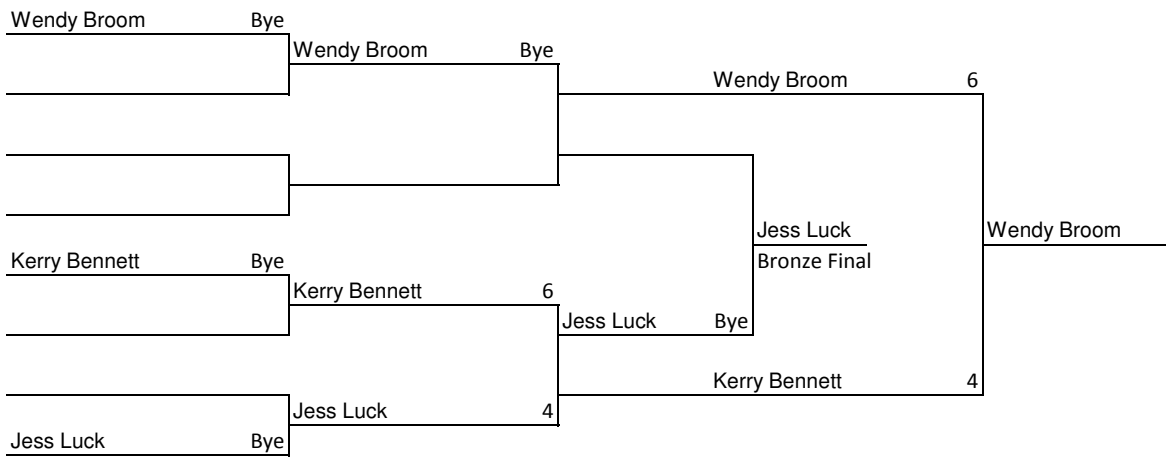 Wendy Broom Bye
Wendy Broom Bye
Wendy Broom 6
Jess Luck Wendy Broom
Kerry Bennett Bye Bronze Final
Kerry Bennett 6
Jess Luck Bye
Kerry Bennett 4
Jess Luck 4
Jess Luck Bye